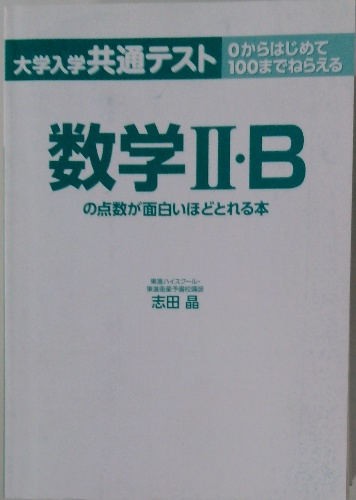 大学入学共通テスト
0からはじめて
100までねらえる
数学Ⅱ・B
の点数が面白いほどとれる本
東進ハイスクール・
東進衛星予備校講師
志田 晶